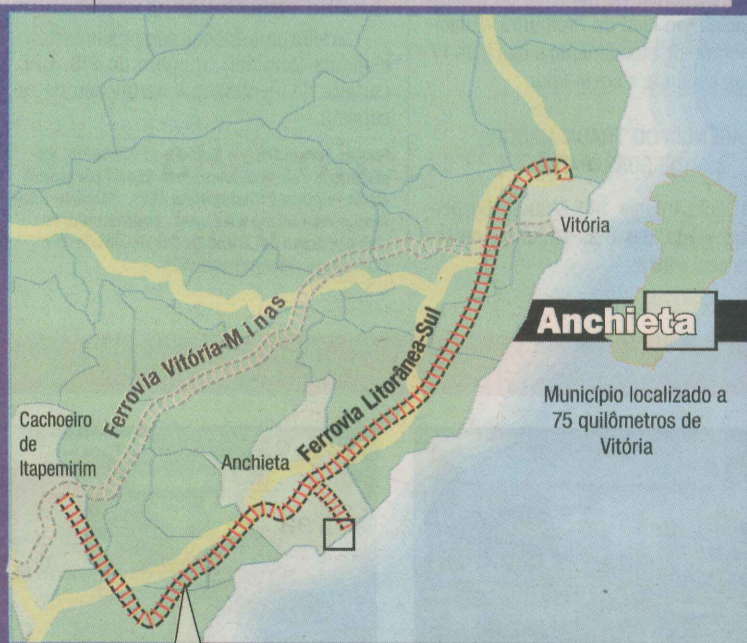 Vitória
Ferrovia Vitória-Minas
Ferrovia Litorânea-Sul
Anchieta
Município localizado a
75 quilômetros de
Vitória
Cachoeiro
de
Itapemirim
Anchieta